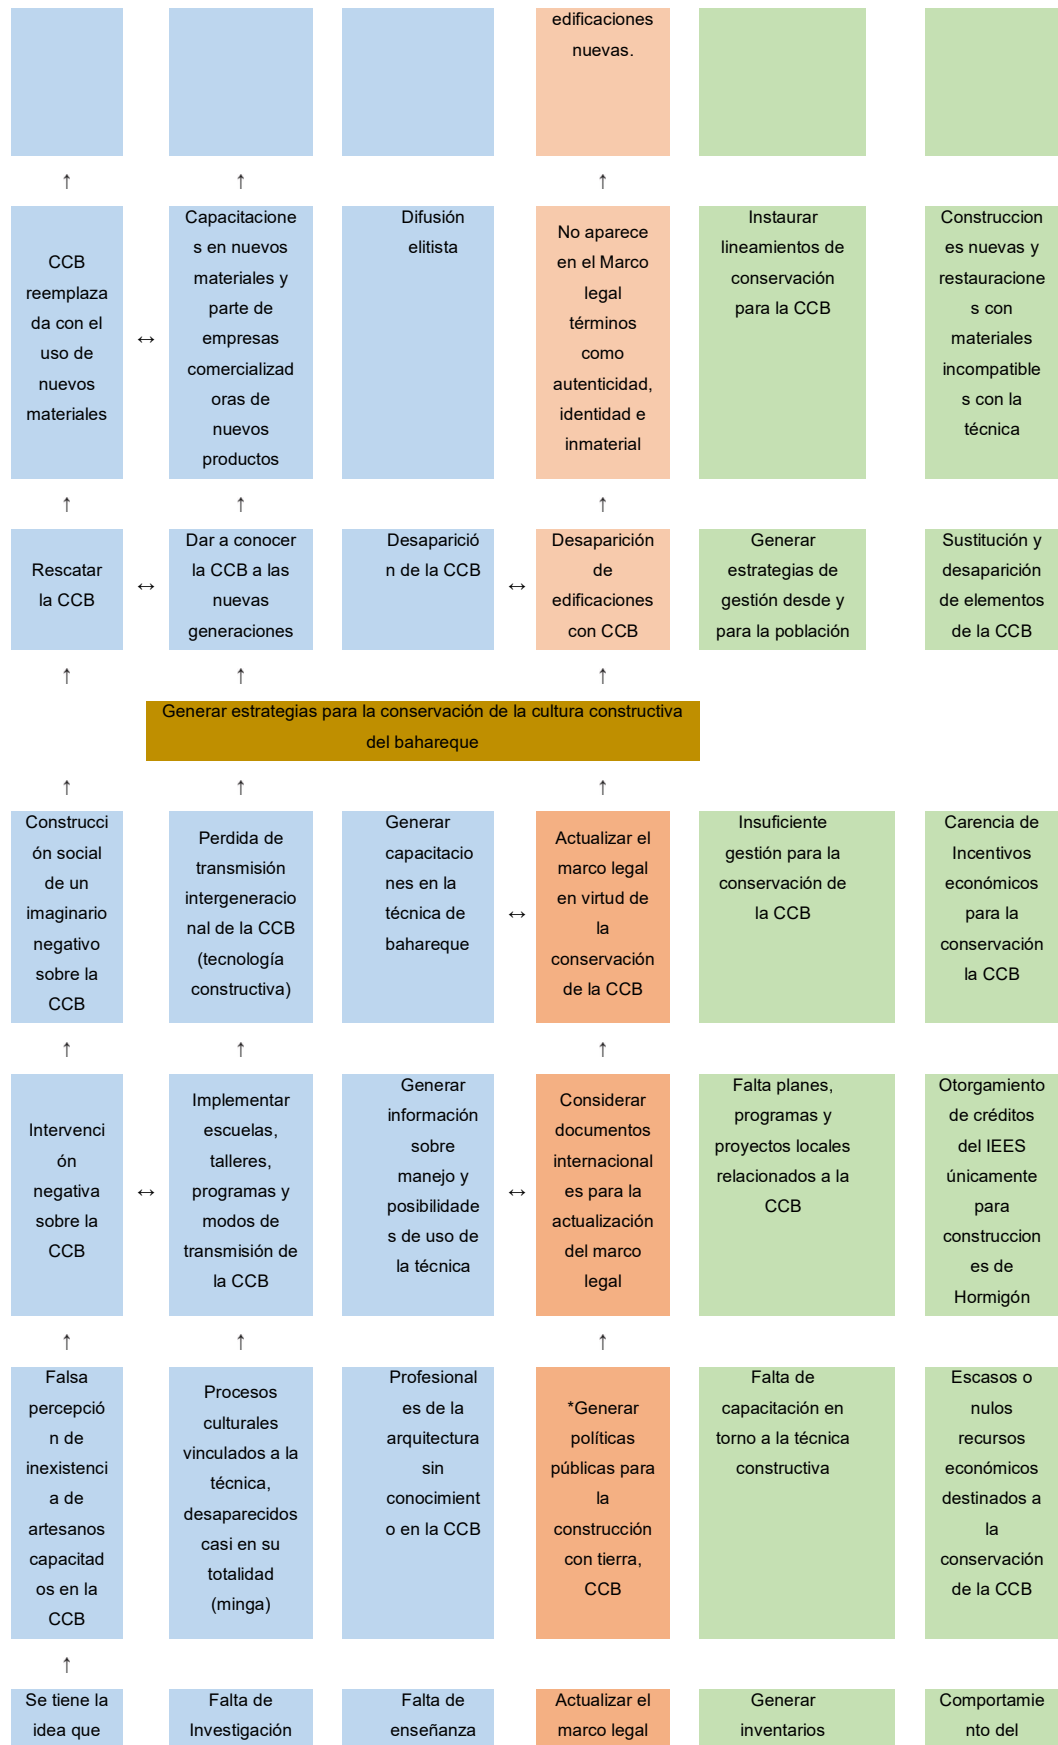 edificaciones
nuevas.
↑ ↑ ↑
CCB
reemplaza
da con el
uso de
nuevos
materiales
↔
Capacitacione
s en nuevos
materiales y
parte de
empresas
comercializad
oras de
nuevos
productos
Difusión
elitista
No aparece
en el Marco
legal
términos
como
autenticidad,
identidad e
inmaterial
Instaurar
lineamientos de
conservación
para la CCB
Construccion
es nuevas y
restauracione
s con
materiales
incompatible
s con la
técnica
↑ ↑ ↑
Rescatar
la CCB
↔
Dar a conocer
la CCB a las
nuevas
generaciones
Desaparició
n de la CCB
↔
Desaparición
de
edificaciones
con CCB
Generar
estrategias de
gestión desde y
para la población
Sustitución y
desaparición
de elementos
de la CCB
↑ ↑ ↑
Generar estrategias para la conservación de la cultura constructiva
del bahareque
↑ ↑ ↑
Construcci
ón social
de un
imaginario
negativo
sobre la
CCB
Perdida de
transmisión
intergeneracio
nal de la CCB
(tecnología
constructiva)
Generar
capacitacio
nes en la
técnica de
bahareque
↔
Actualizar el
marco legal
en virtud de
la
conservación
de la CCB
Insuficiente
gestión para la
conservación de
la CCB
Carencia de
Incentivos
económicos
para la
conservación
la CCB
↑ ↑ ↑
Intervenci
ón
negativa
sobre la
CCB
↔
Implementar
escuelas,
talleres,
programas y
modos de
transmisión de
la CCB
Generar
información
sobre
manejo y
posibilidade
s de uso de
la técnica
↔
Considerar
documentos
internacional
es para la
actualización
del marco
legal
Falta planes,
programas y
proyectos locales
relacionados a la
CCB
Otorgamiento
de créditos
del IEES
únicamente
para
construccion
es de
Hormigón
↑ ↑ ↑
Falsa
percepció
n de
inexistenci
a de
artesanos
capacitad
os en la
CCB
Procesos
culturales
vinculados a la
técnica,
desaparecidos
casi en su
totalidad
(minga)
Profesional
es de la
arquitectura
sin
conocimient
o en la CCB
*Generar
políticas
públicas para
la
construcción
con tierra,
CCB
Falta de
capacitación en
torno a la técnica
constructiva
Escasos o
nulos
recursos
económicos
destinados a
la
conservación
de la CCB
↑
Se tiene la
idea que
Falta de
Investigación
Falta de
enseñanza
Actualizar el
marco legal
Generar
inventarios
Comportamie
nto del